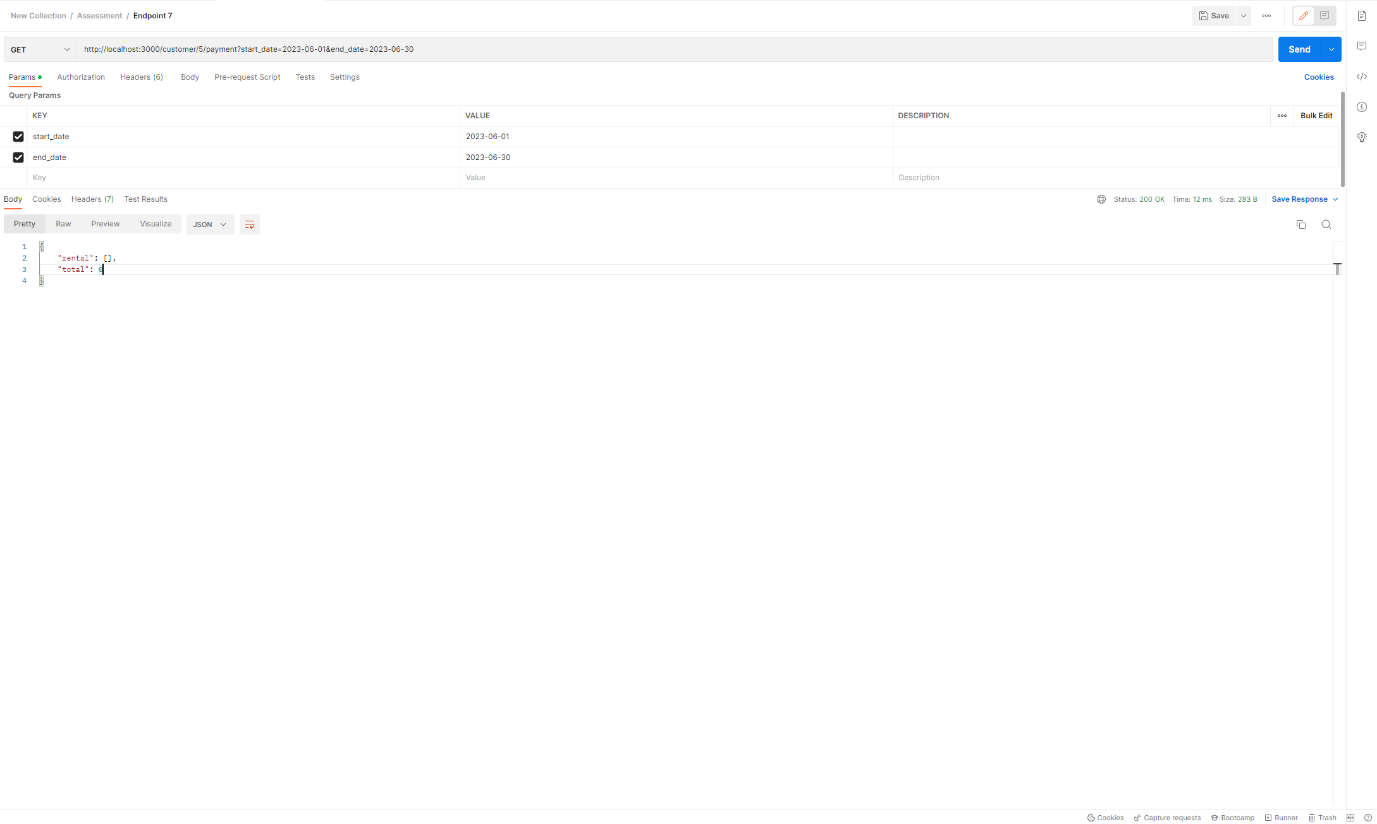 New Collection / Assessment / Endpoint 7
Save
GET http://localhost:3000/customer/5/payment?start_date=2023-06-01&end_date=2023-06-30 Send
Params Authorization Headers (6) Body Pre-request Script Tests Settings Cookies
Query Params
KEY VALUE DESCRIPTION Bulk Edit
start_date 2023-06-01
end_date 2023-06-30
Key Value Description
Body Cookies Headers (7) Test Results Status: 200 OK Time: 12 ms Size: 283 B Save Response
Pretty Raw Preview Visualize JSON
1 {
2 "rental": [],
3 "total":
4 }
Cookies Capture requests Bootcamp Runner Trash